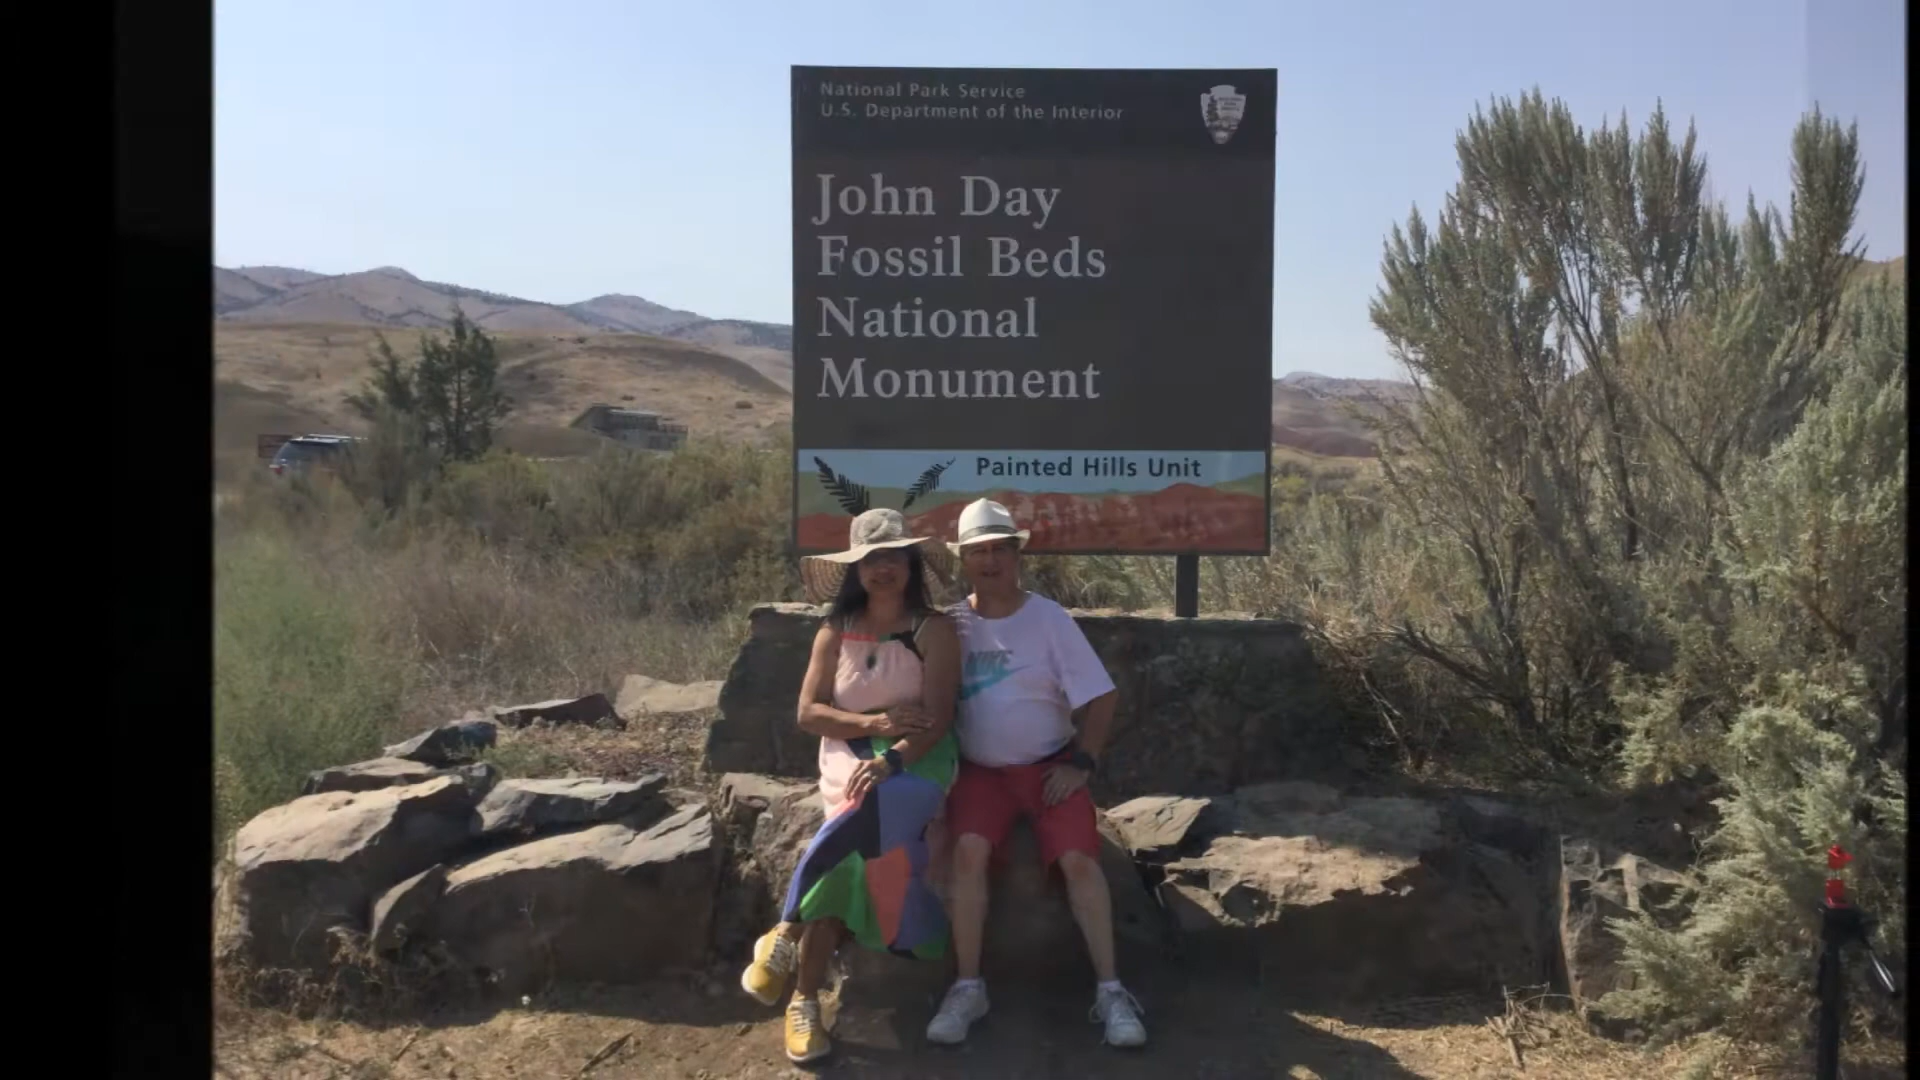 National Park Service
U.S. Department of the Interior
John Day
Fossil Beds
National
Monument
Painted Hills Unit
NIKE